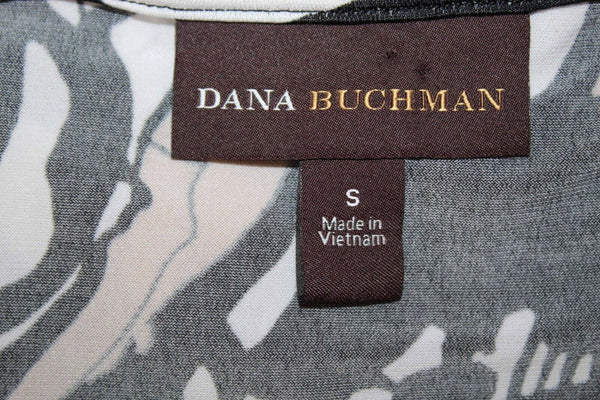 DANA BUCHMAN
S
Made in
Vietnam